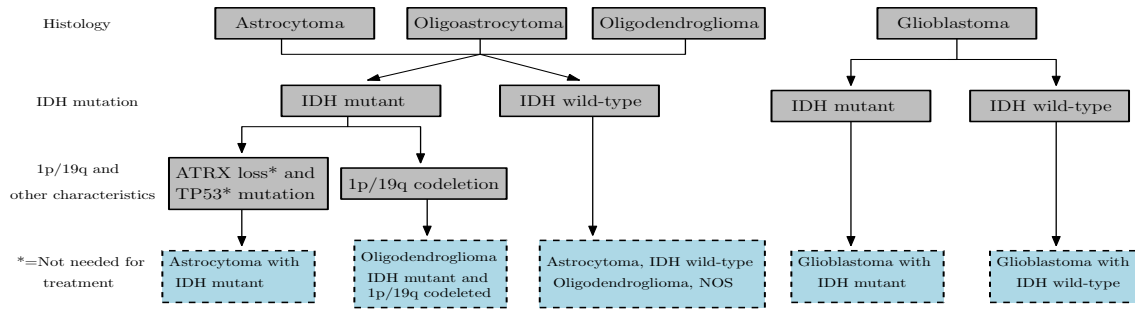 Histology
Astrocytoma
Oligoastrocytoma
Oligodendroglioma
Glioblastoma
IDH mutation
IDH mutant
IDH wild-type
IDH mutant
IDH wild-type
1p/19q and
other characteristics
ATRX loss* and
TP53* mutation
1p/19q codeletion
*=Not needed for
treatment
Astrocytoma with
IDH mutant
Oligodendroglioma
IDH mutant and
1p/19q codeleted
Astrocytoma, IDH wild-type
Oligodendroglioma, NOS
Glioblastoma with
IDH mutant
Glioblastoma with
IDH wild-type